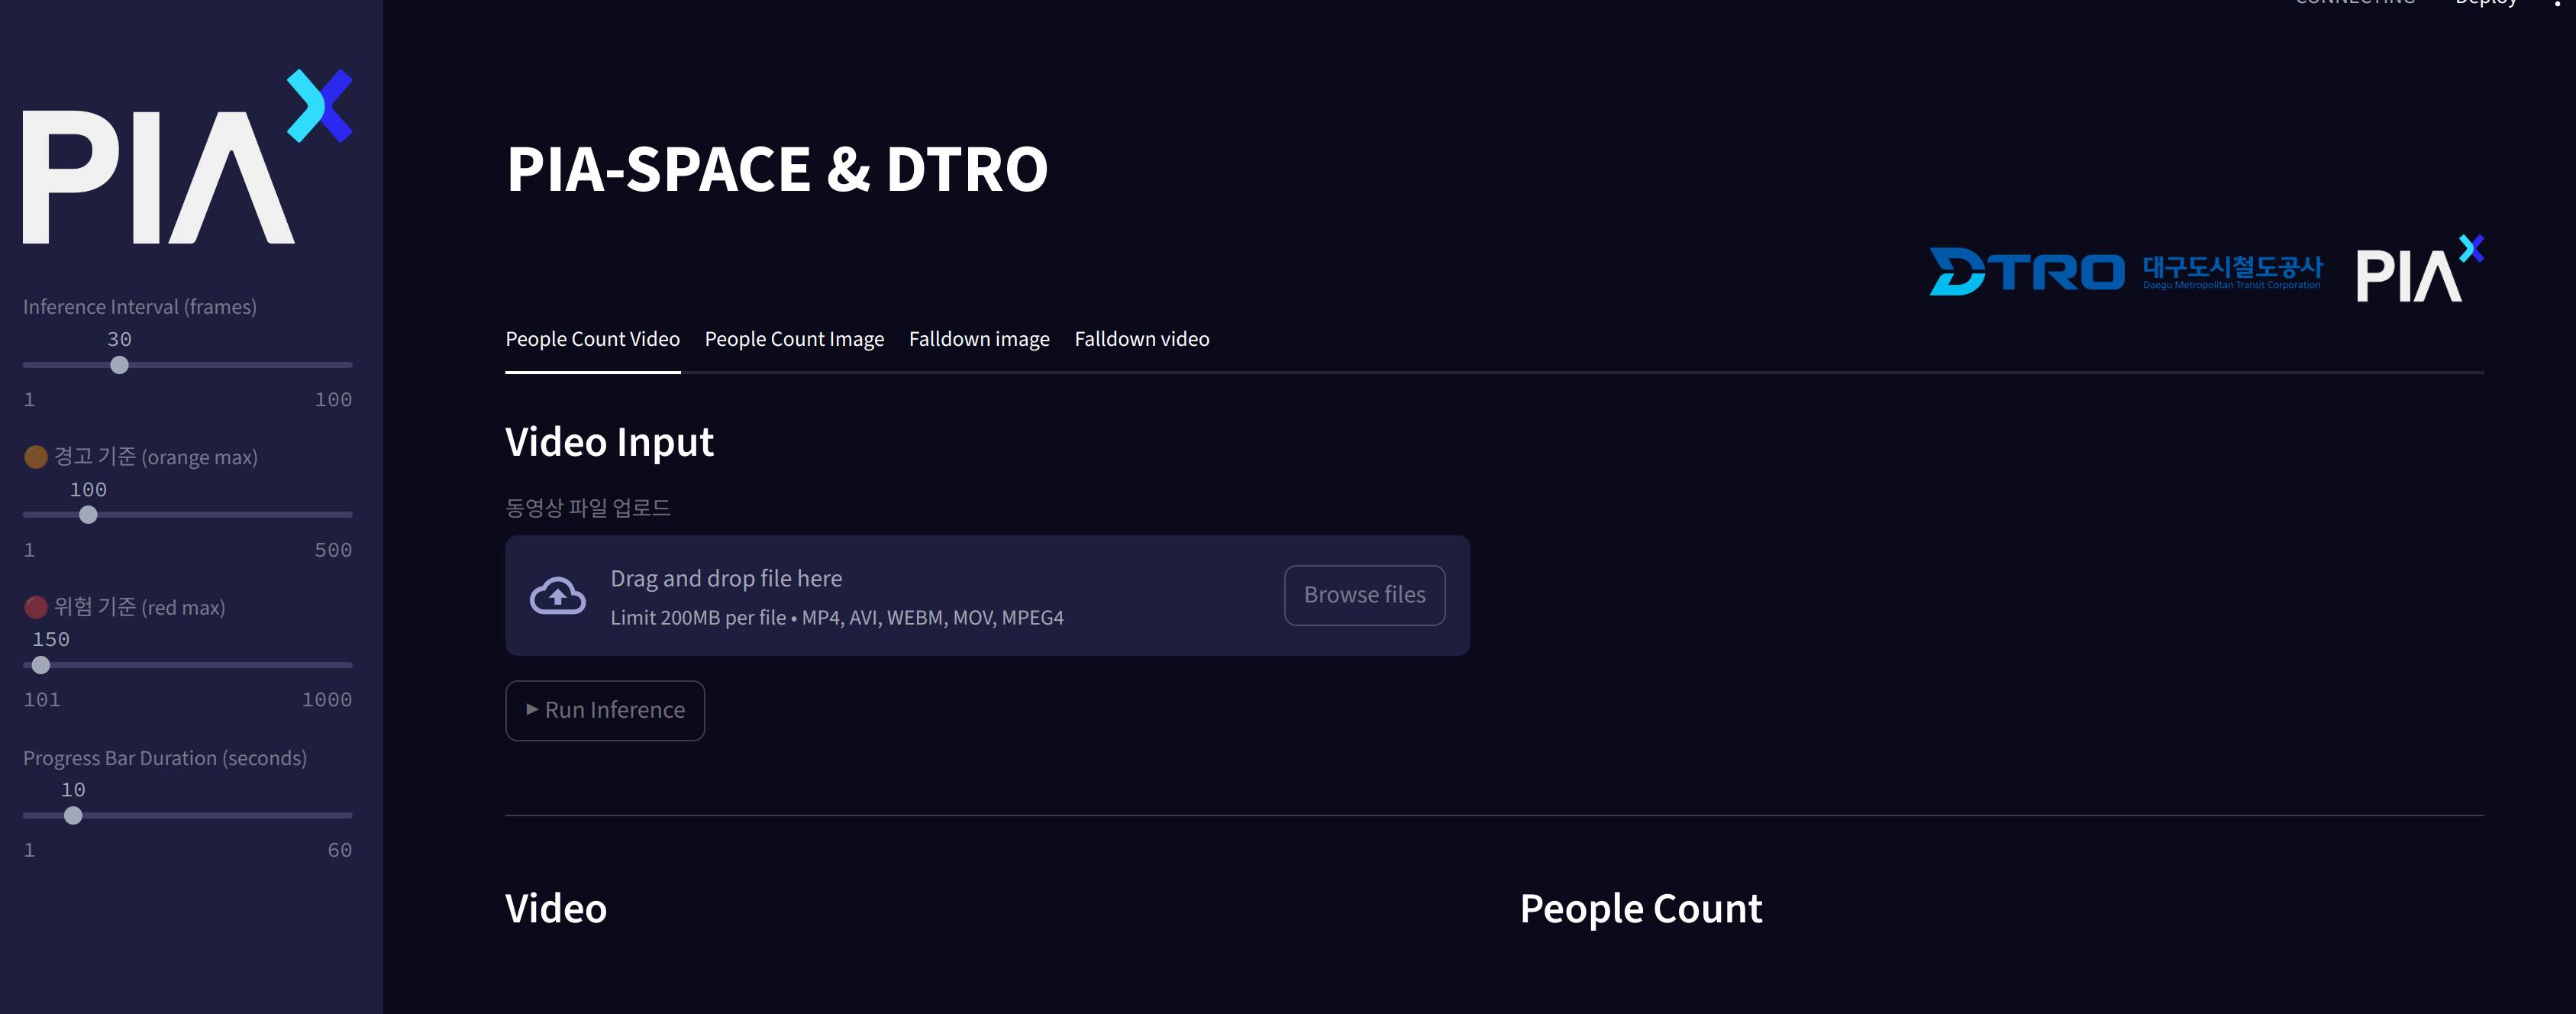 CONNECTING
Deploy
PIA
Inference Interval (frames)
30
1 100
경고 기준 (orange max)
100
1 500
위험 기준 (red max)
150
101 1000
Progress Bar Duration (seconds)
10
1 60
PIA-SPACE & DTRO
DTRO 대구도시철도공사
Daegu Metropolitan Transit Corporation
PIA
People Count Video People Count Image Falldown image Falldown video
Video Input
동영상 파일 업로드
Drag and drop file here
Limit 200MB per file • MP4, AVI, WEBM, MOV, MPEG4
Browse files
▶ Run Inference
Video
People Count